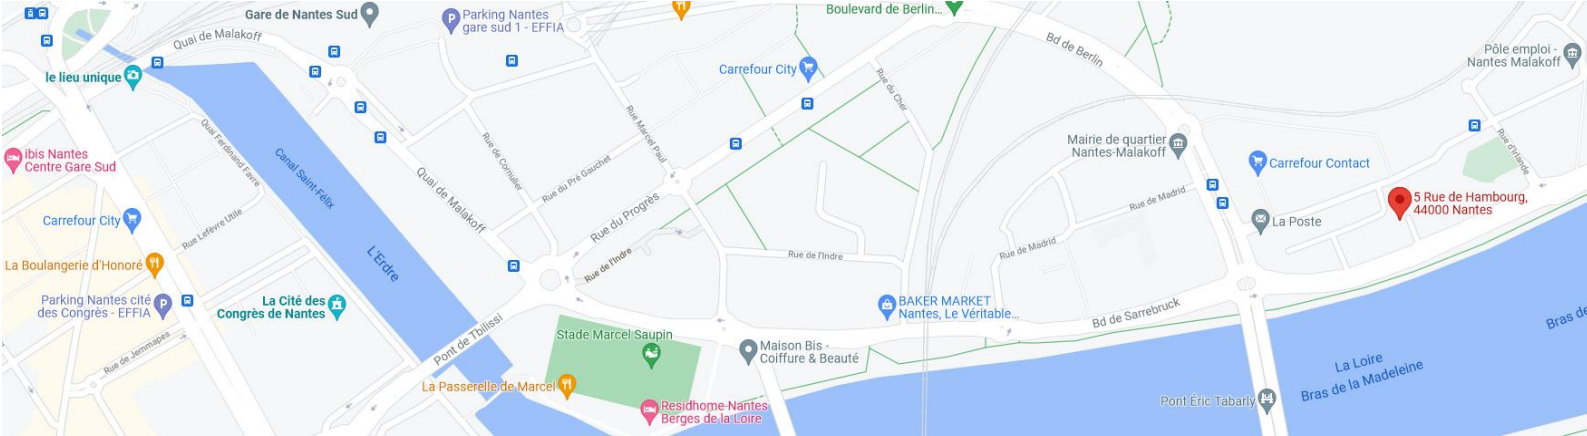 Gare de Nantes Sud
Parking Nantes
gare sud 1 - EFFIA
Boulevard de Berlin...
Quai de Malakoff
Bd de Berlin
Pôle emploi -
Nantes Malakoff
le lieu unique
Carrefour City
Rue du Cher
Quai Ferdinand Favre
Rue Marcel Paul
Rue de Cornulier
Mairie de quartier
Nantes-Malakoff
Rue d'Irlande
ibis Nantes
Centre Gare Sud
Canal Saint-Félix
Quai de Malakoff
Rue du Pré Gauchet
Carrefour Contact
Rue de Madrid
5 Rue de Hambourg,
44000 Nantes
Carrefour City
Rue Lefevre Utile
Rue du Progrès
La Poste
La Boulangerie d'Honoré
L'Erdre
Rue de l'Indre
Rue de l'Indre
Rue de Madrid
Parking Nantes cité
des Congrès - EFFIA
La Cité des
Congrès de Nantes
BAKER MARKET
Nantes, Le Véritable...
Bd de Sarrebruck
Bras de
Rue de Jemmapes
Pont de Tbilissi
Stade Marcel Saupin
Maison Bis -
Coiffure & Beauté
La Loire
Bras de la Madeleine
La Passerelle de Marcel
Residhome Nantes
Berges de la Loire
Pont Éric Tabarly